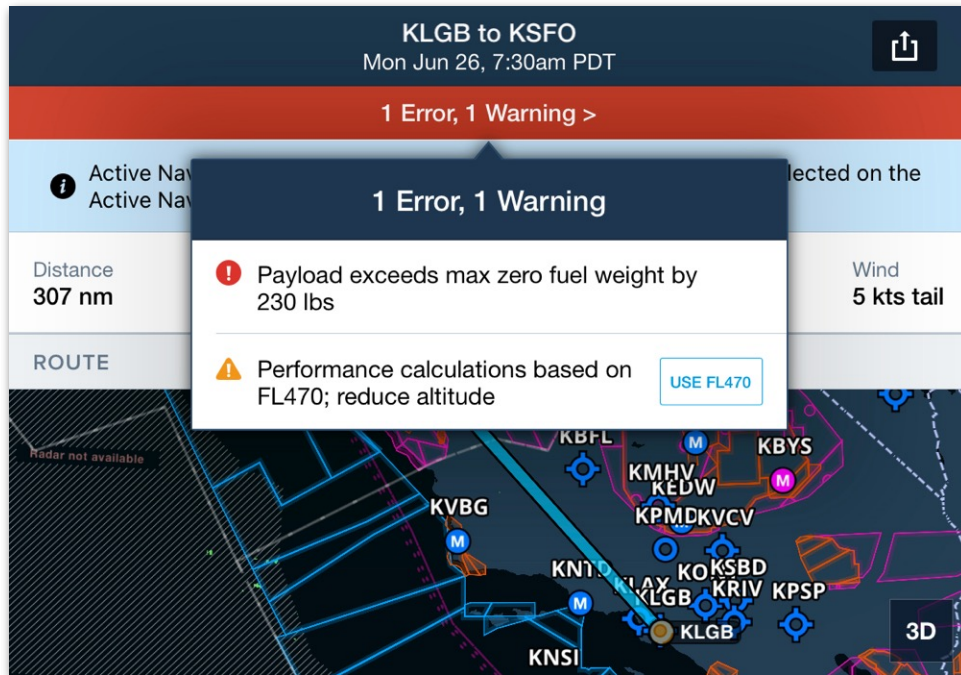 KLGB to KSFO
Mon Jun 26, 7:30am PDT
1 Error, 1 Warning >
Active
lected on the
Active
1 Error, 1 Warning
Payload exceeds max zero fuel weight by
230 lbs
Performance calculations based on
FL470; reduce altitude
USE FL470
Distance
307 nm
Wind
5 kts tail
ROUTE
Radar not available
KBFL
M
KBYS
M
KMHV
KEDW
KVBG
M
KPMD
KVCV
KNTD
M
KSBD
KLAX
KLGB
KRIV
KPSP
KLGB
KNSI
3D